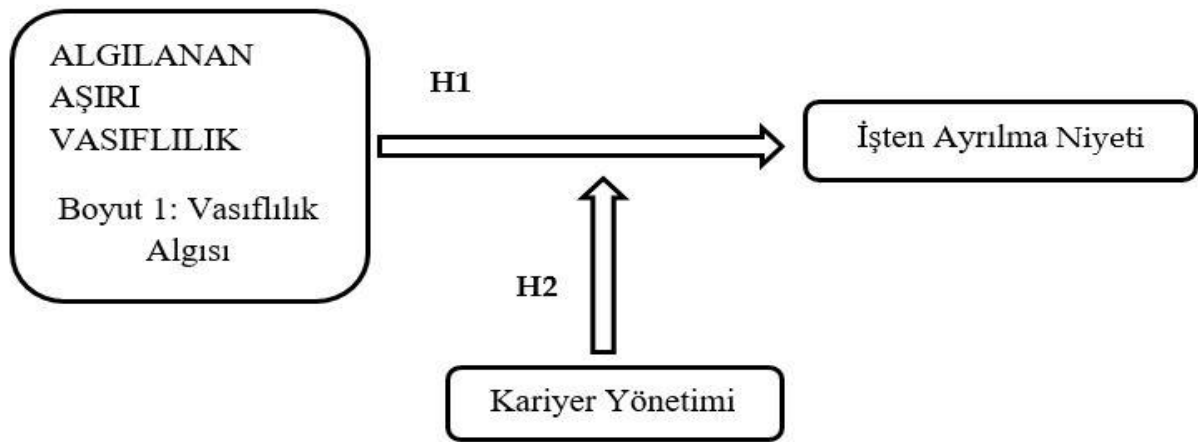 ALGILANAN
AŞIRI
VASIFLILIK
Boyut 1: Vasıflılık
Algısı
H1
İşten Ayrılma Niyeti
H2
Kariyer Yönetimi